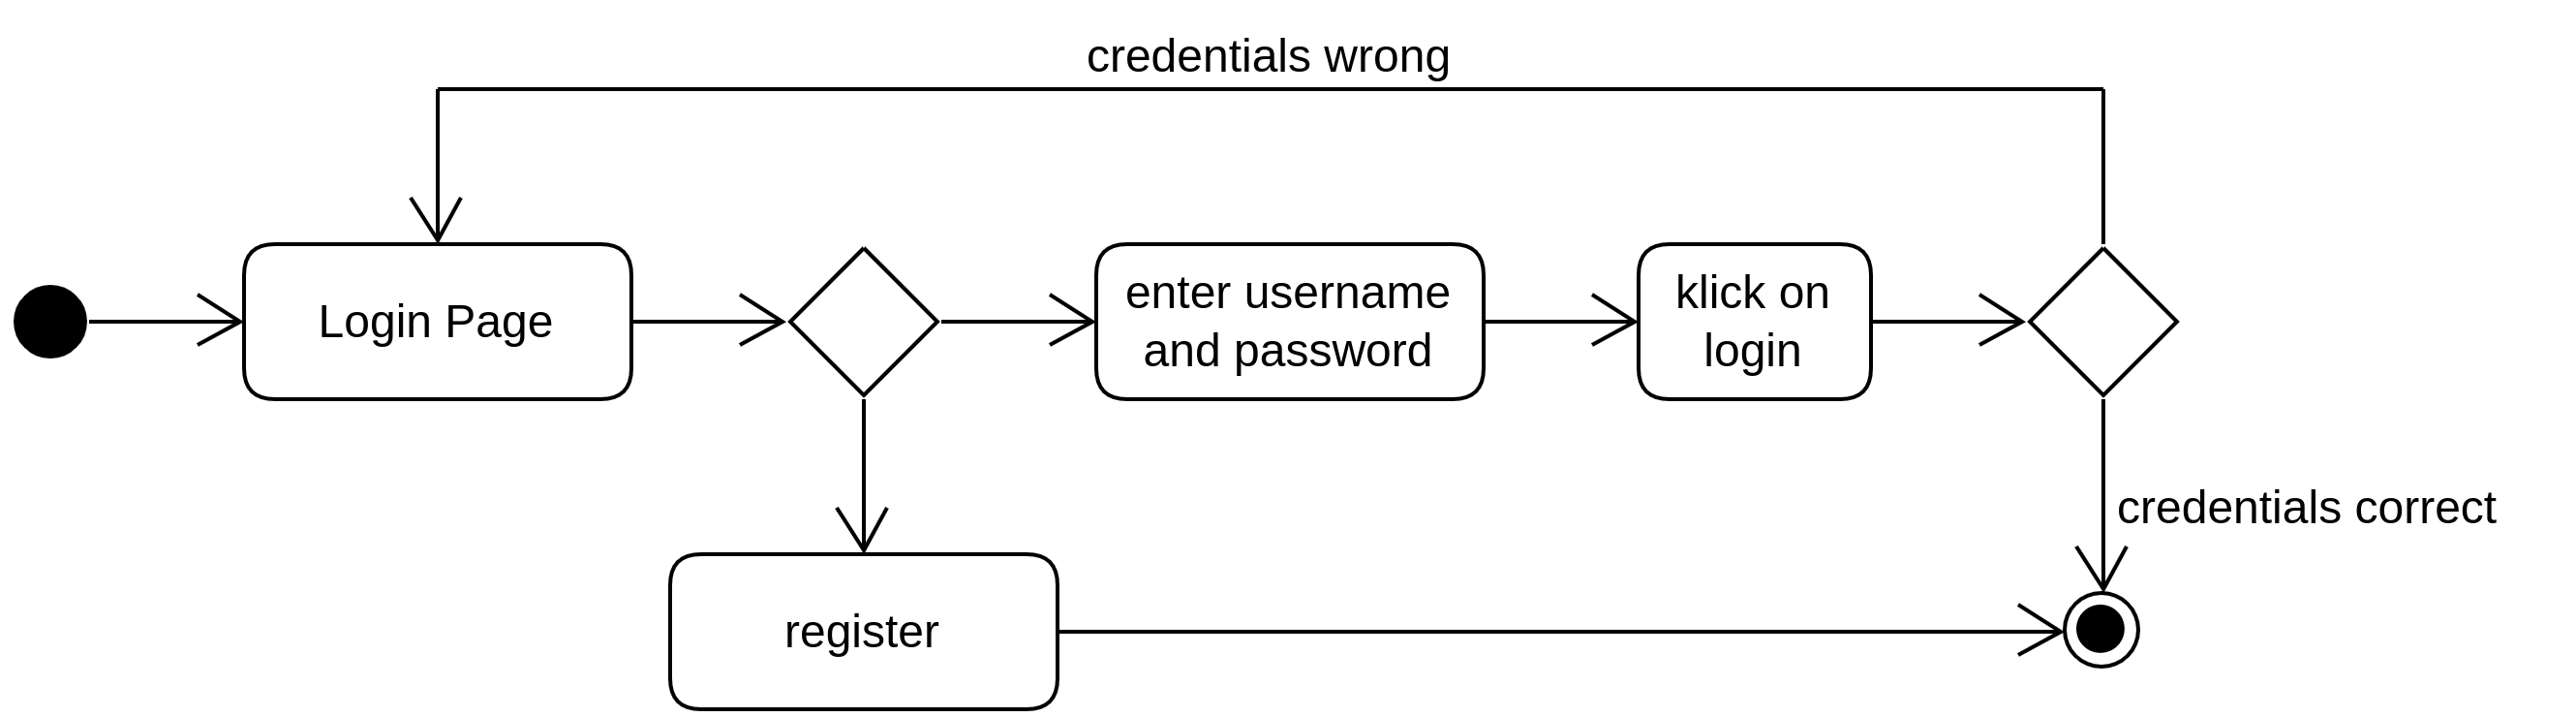 credentials wrong
Login Page
enter username
and password
klick on
login
credentials correct
register